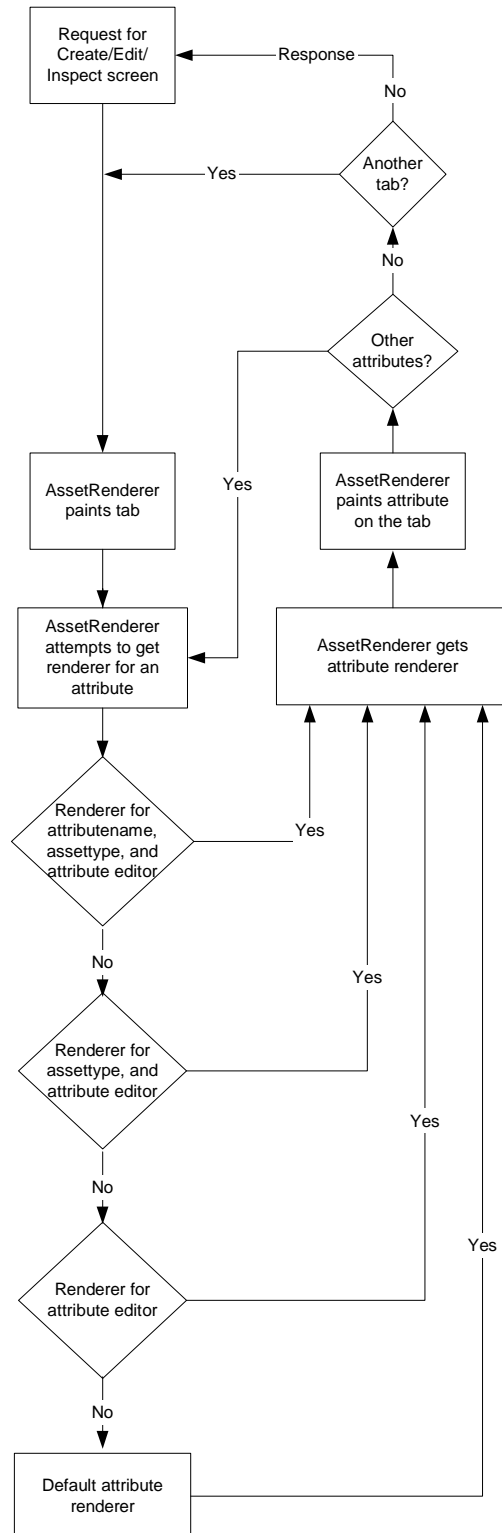 Request for
Create/Edit/
Inspect screen
Response
No
Another
tab?
Yes
No
Other
attributes?
Yes
AssetRenderer
paints tab
AssetRenderer
paints attribute
on the tab
AssetRenderer
attempts to get
renderer for an
attribute
AssetRenderer gets
attribute renderer
Renderer for
attributename,
assettype, and
attribute editor
Yes
No
Renderer for
assettype, and
attribute editor
Yes
No
Renderer for
attribute editor
Yes
Yes
No
Default attribute
renderer